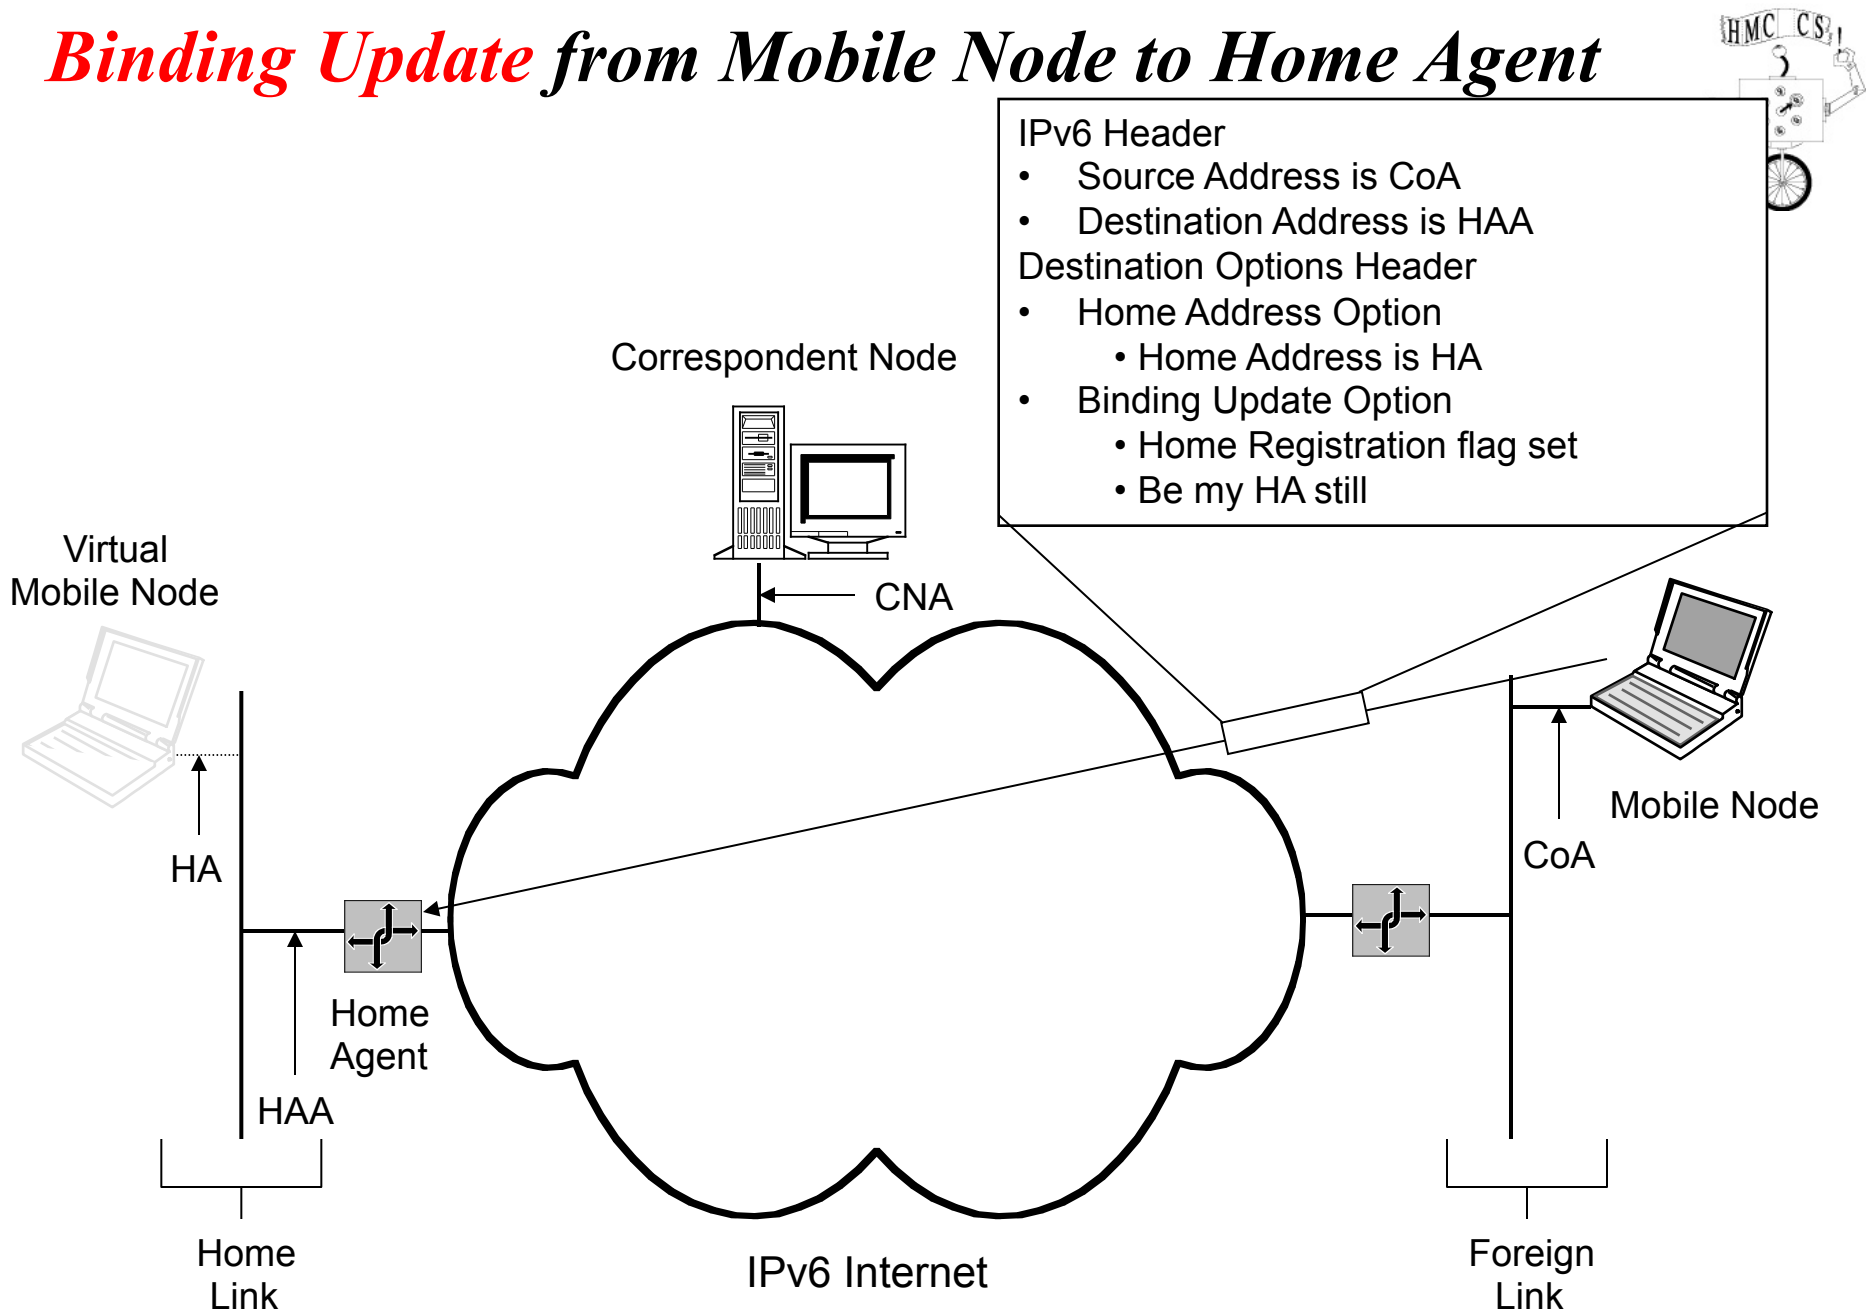 Binding Update from Mobile Node to Home Agent
HMC CS!
IPv6 Header
• Source Address is CoA
• Destination Address is HAA
Destination Options Header
• Home Address Option
• Home Address is HA
• Binding Update Option
• Home Registration flag set
• Be my HA still
Correspondent Node
CNA
Virtual
Mobile Node
HA
HAA
Home
Agent
Mobile Node
CoA
Home
Link
IPv6 Internet
Foreign
Link